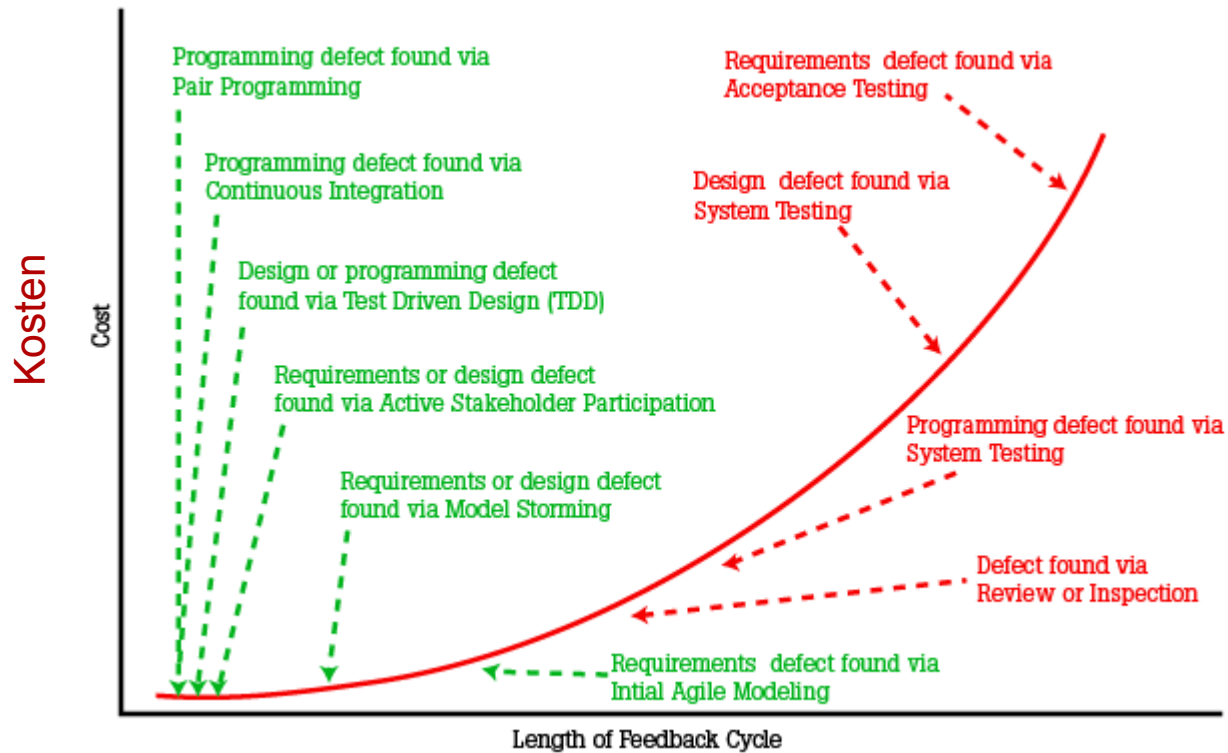 Programming defect found via
Pair Programming
Programming defect found via
Continuous Integration
Design or programming defect
found via Test Driven Design (TDD)
Requirements or design defect
found via Active Stakeholder Participation
Requirements or design defect
found via Model Storming
Requirements defect found via
Intial Agile Modeling
Requirements defect found via
Acceptance Testing
Design defect found via
System Testing
Programming defect found via
System Testing
Defect found via
Review or Inspection
Kosten
Cost
Length of Feedback Cycle